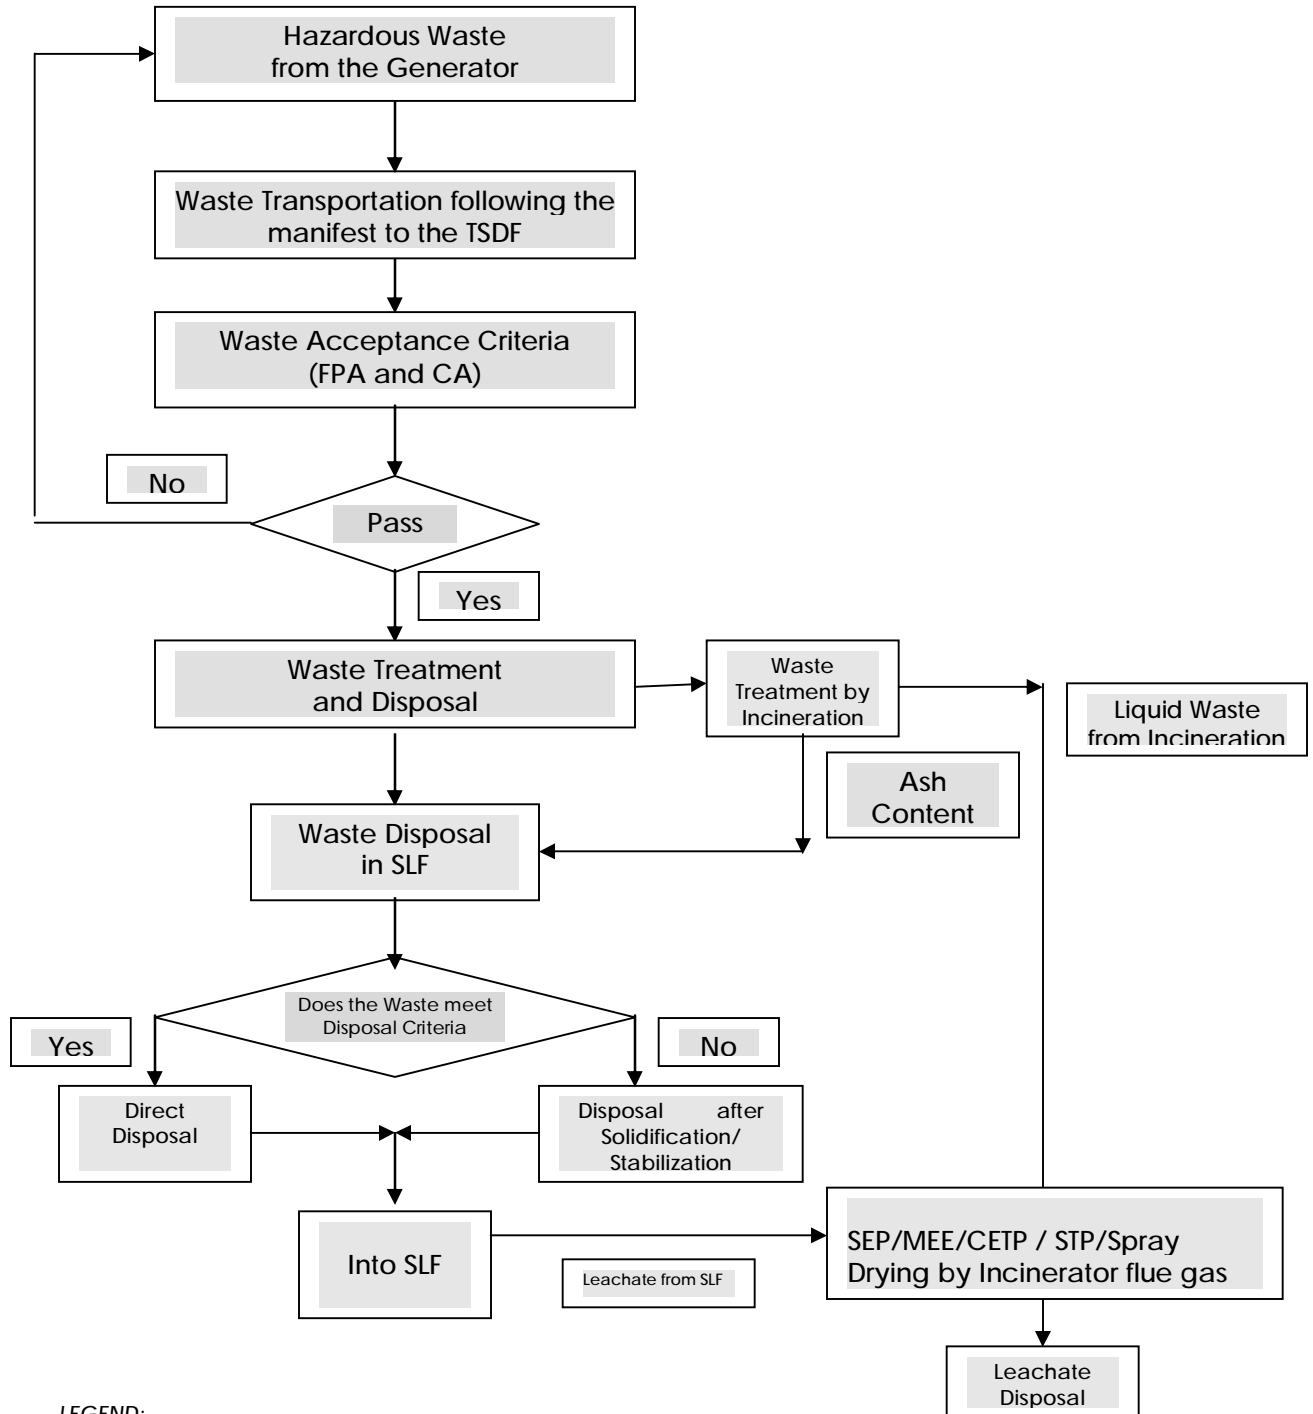 Hazardous Waste
from the Generator
Waste Transportation following the
manifest to the TSDF
Waste Acceptance Criteria
(FPA and CA)
No
Pass
Yes
Waste Treatment
and Disposal
Waste
Treatment by
Incineration
Liquid Waste
from Incineration
Ash
Content
Waste Disposal
in SLF
Does the Waste meet
Disposal Criteria
Yes
No
Direct
Disposal
Disposal after
Solidification/
Stabilization
Into SLF
Leachate from SLF
SEP/MEE/CETP / STP/Spray
Drying by Incinerator flue gas
Leachate
Disposal
LEGEND: